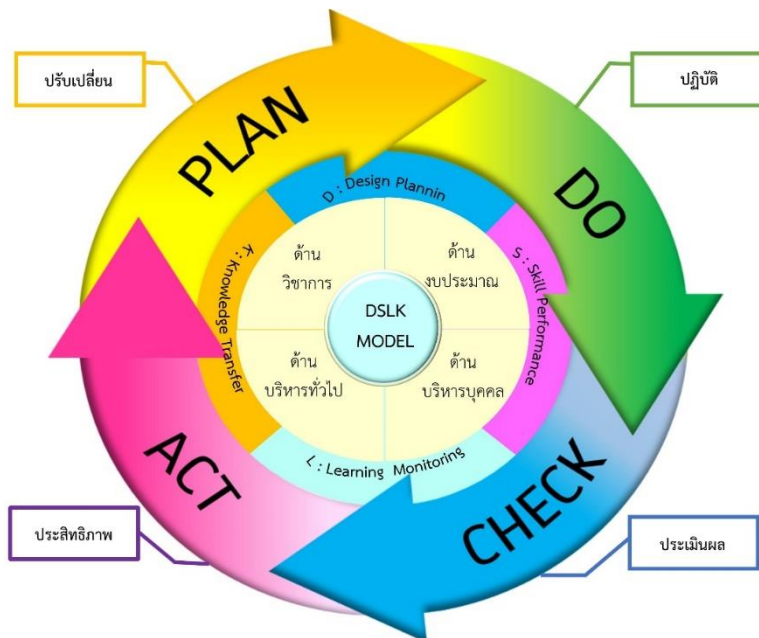 ปรับเปลี่ยน
ปฏิบัติ
PLAN
DO
D : Design Plannin
S : Skill Performance
K : Knowledge Transfer
ด้าน
วิชาการ
ด้าน
งบประมาณ
DSLK
MODEL
ด้าน
บริหารทั่วไป
ด้าน
บริหารบุคคล
L : Learning Monitoring
ACT
CHECK
ประสิทธิภาพ
ประเมินผล